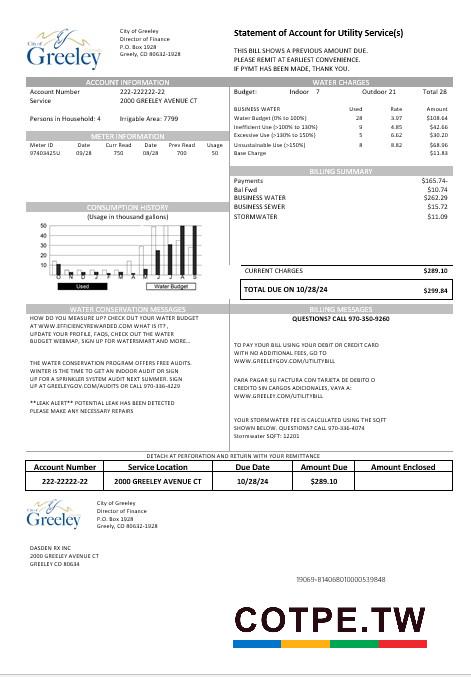 City of
Greeley
City of Greeley
Director of Finance
P.O. Box 1928
Greely, CO 80632-1928
Statement of Account for Utility Service(s)
THIS BILL SHOWS A PREVIOUS AMOUNT DUE.
PLEASE REMIT AT EARLIEST CONVENIENCE.
IF PYMT HAS BEEN MADE, THANK YOU.
ACCOUNT INFORMATION
Account Number 222-222222-22
Service 2000 GREELEY AVENUE CT
Persons in Household: 4 Irrigable Area: 7799
METER INFORMATION
Meter ID Date Curr Read Date Prev Read Usage
97403425U 09/28 750 08/28 700 50
CONSUMPTION HISTORY
(Usage in thousand gallons)
50
40
30
20
10
O N D J F M A M J J A S
Used Water Budget
WATER CHARGES
Budget: Indoor 7 Outdoor 21 Total 28
BUSINESS WATER Used Rate Amount
Water Budget (0% to 100%) 28 3.97 $108.64
Inefficient Use (>100% to 130%) 9 4.85 $42.66
Excessive Use (>130% to 150%) 5 6.62 $30.20
Unsustainable Use (>150%) 8 8.82 $68.96
Base Charge $11.83
BILLING SUMMARY
Payments $165.74-
Bal Fwd $10.74
BUSINESS WATER $262.29
BUSINESS SEWER $15.72
STORMWATER $11.09
CURRENT CHARGES $289.10
TOTAL DUE ON 10/28/24 $299.84
WATER CONSERVATION MESSAGES
HOW DO YOU MEASURE UP? CHECK OUT YOUR WATER BUDGET
AT WWW.EFFICIENCYREWARDED.COM WHAT IS IT?,
UPDATE YOUR PROFILE, FAQS, CHECK OUT THE WATER
BUDGET WEBMAP, SIGN UP FOR WATERSMART AND MORE...
THE WATER CONSERVATION PROGRAM OFFERS FREE AUDITS.
WINTER IS THE TIME TO GET AN INDOOR AUDIT OR SIGN
UP FOR A SPRINKLER SYSTEM AUDIT NEXT SUMMER. SIGN
UP AT GREELEYGOV.COM/AUDITS OR CALL 970-336-4229
**LEAK ALERT** POTENTIAL LEAK HAS BEEN DETECTED
PLEASE MAKE ANY NECESSARY REPAIRS
BILLING MESSAGES
QUESTIONS? CALL 970-350-9260
TO PAY YOUR BILL USING YOUR DEBIT OR CREDIT CARD
WITH NO ADDITIONAL FEES, GO TO
WWW.GREELEYGOV.COM/UTILITYBILL
PARA PAGAR SU FACTURA CON TARJETA DE DEBITO O
CREDITO SIN CARGOS ADICIONALES, VAYA A:
WWW.GREELEY.COM/UTILITYBILL
YOUR STORMWATER FEE IS CALCULATED USING THE SQFT
SHOWN BELOW. QUESTIONS? CALL 970-336-4074
Stormwater SQFT: 12201
DETACH AT PERFORATION AND RETURN WITH YOUR REMITTANCE
Account Number Service Location Due Date Amount Due Amount Enclosed
222-22222-22 2000 GREELEY AVENUE CT 10/28/24 $289.10
City of
Greeley
City of Greeley
Director of Finance
P.O. Box 1928
Greely, CO 80632-1928
DASDEN RX INC
2000 GREELEY AVENUE CT
GREELEY CO 80634
19069-814068010000539848
COTPE.TW